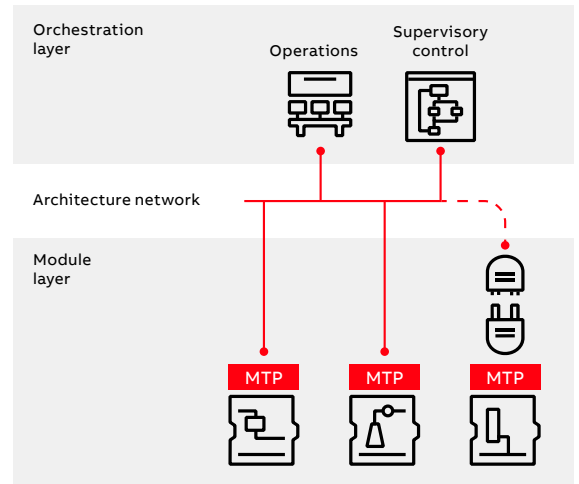 Orchestration
layer
Operations
Supervisory
control
Architecture network
Module
layer
MTP
MTP
MTP